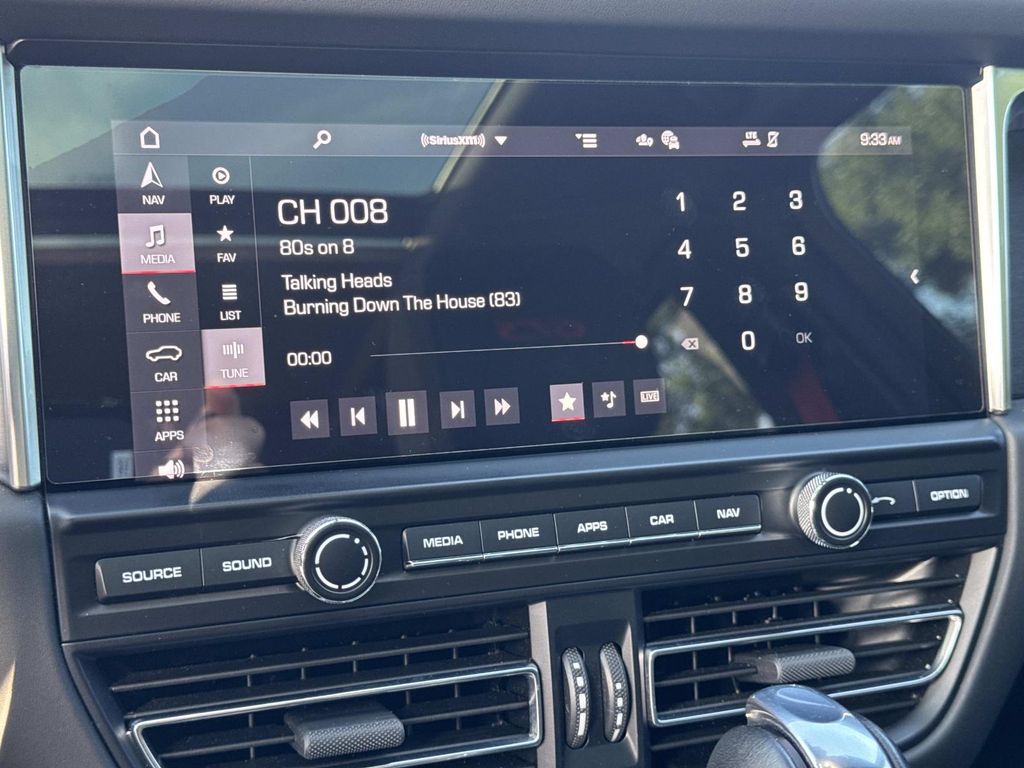 ((SiriusXM)) LTE 9:33 AM
NAV PLAY
MEDIA FAV
PHONE LIST
CAR TUNE
APPS
CH 008
80s on 8
Talking Heads
Burning Down The House (83)
00:00
1 2 3
4 5 6
7 8 9
0 OK
LIVE
SOURCE SOUND MEDIA PHONE APPS CAR NAV OPTION